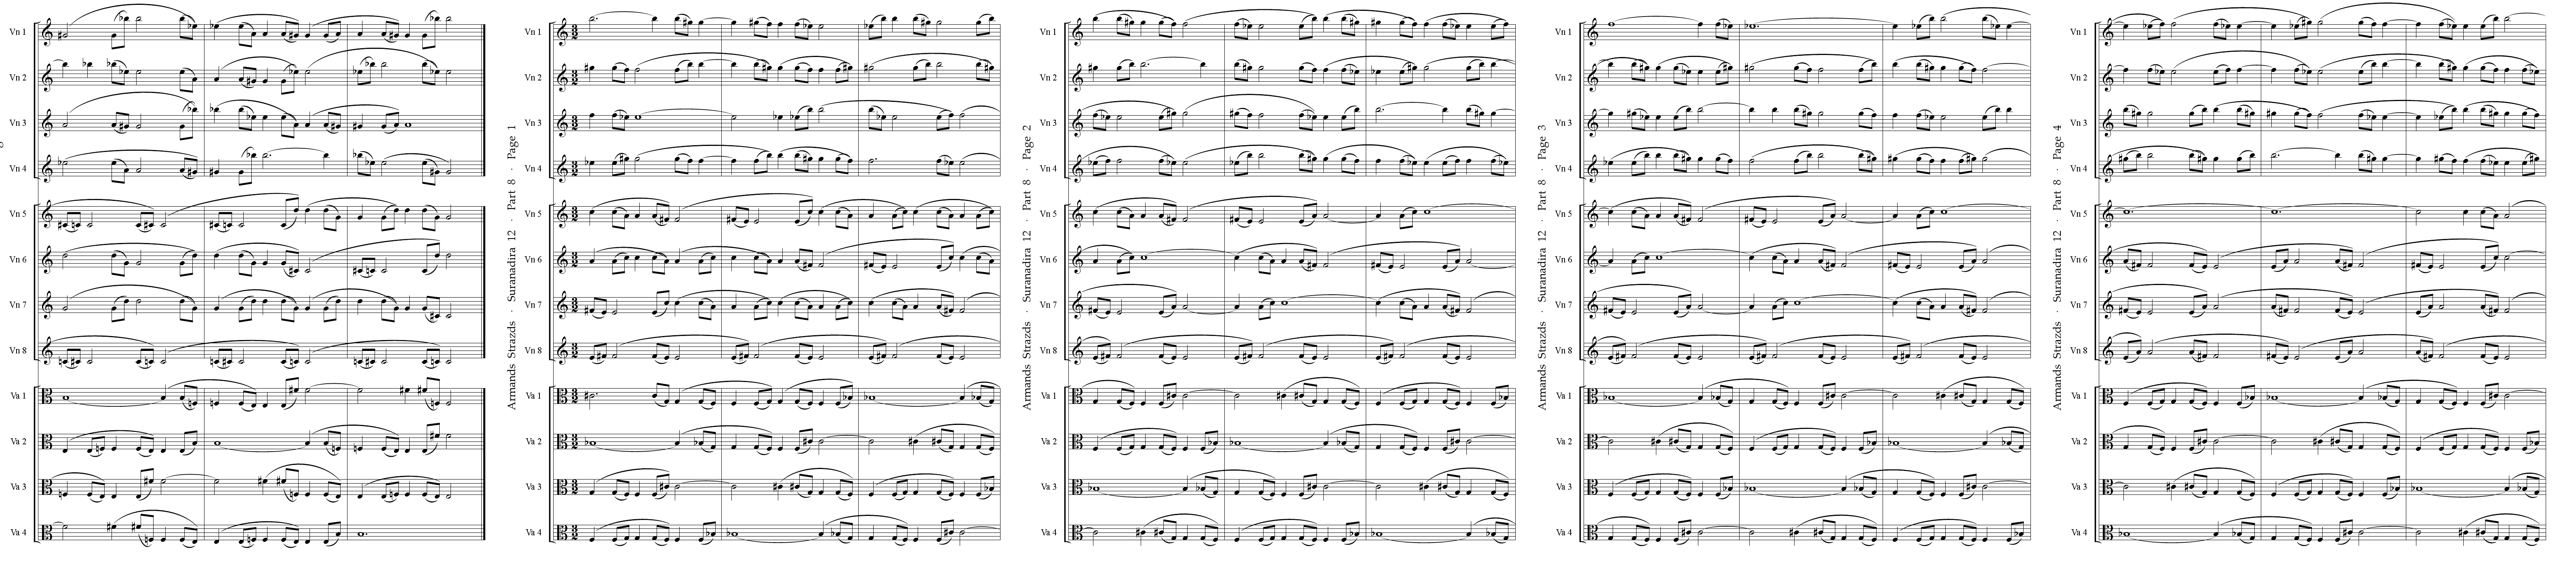 8
Vn 1
Vn 2
Vn 3
Vn 4
Vn 5
Vn 6
Vn 7
Vn 8
Va 1
Va 2
Va 3
Va 4
Armands Strazds · Suranadira 12 · Part 8 · Page 1
Vn 1
Vn 2
Vn 3
Vn 4
Vn 5
Vn 6
Vn 7
Vn 8
Va 1
Va 2
Va 3
Va 4
Armands Strazds · Suranadira 12 · Part 8 · Page 2
Vn 1
Vn 2
Vn 3
Vn 4
Vn 5
Vn 6
Vn 7
Vn 8
Va 1
Va 2
Va 3
Va 4
Armands Strazds · Suranadira 12 · Part 8 · Page 3
Vn 1
Vn 2
Vn 3
Vn 4
Vn 5
Vn 6
Vn 7
Vn 8
Va 1
Va 2
Va 3
Va 4
Armands Strazds · Suranadira 12 · Part 8 · Page 4
Vn 1
Vn 2
Vn 3
Vn 4
Vn 5
Vn 6
Vn 7
Vn 8
Va 1
Va 2
Va 3
Va 4